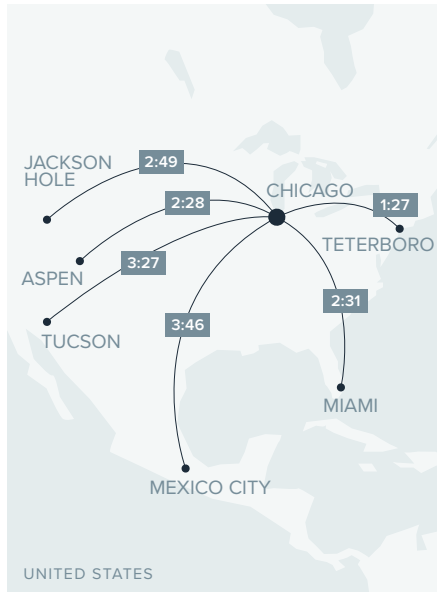 JACKSON
HOLE
2:49
CHICAGO
2:28
1:27
TETERBORO
3:27
ASPEN
2:31
3:46
TUCSON
MIAMI
MEXICO CITY
UNITED STATES